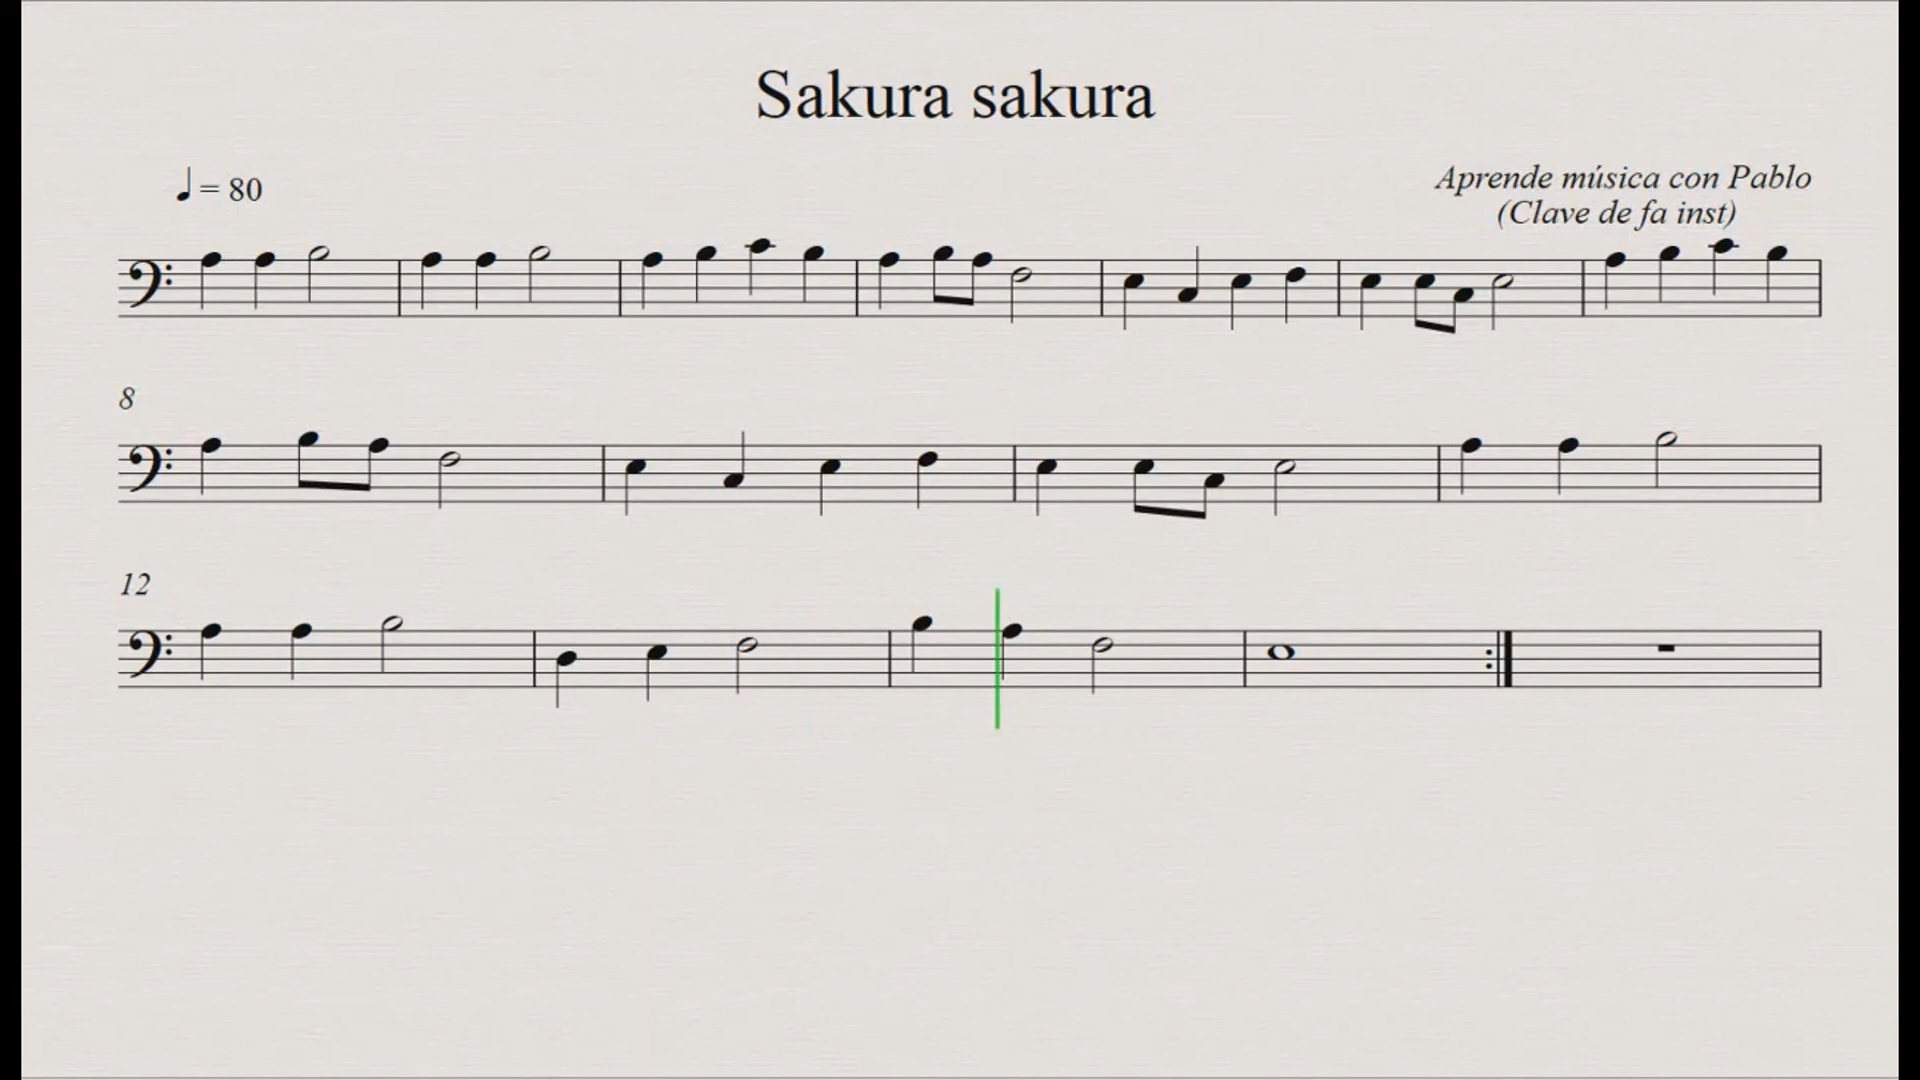 Sakura sakura
= 80
Aprende música con Pablo
(Clave de fa inst)
8
12